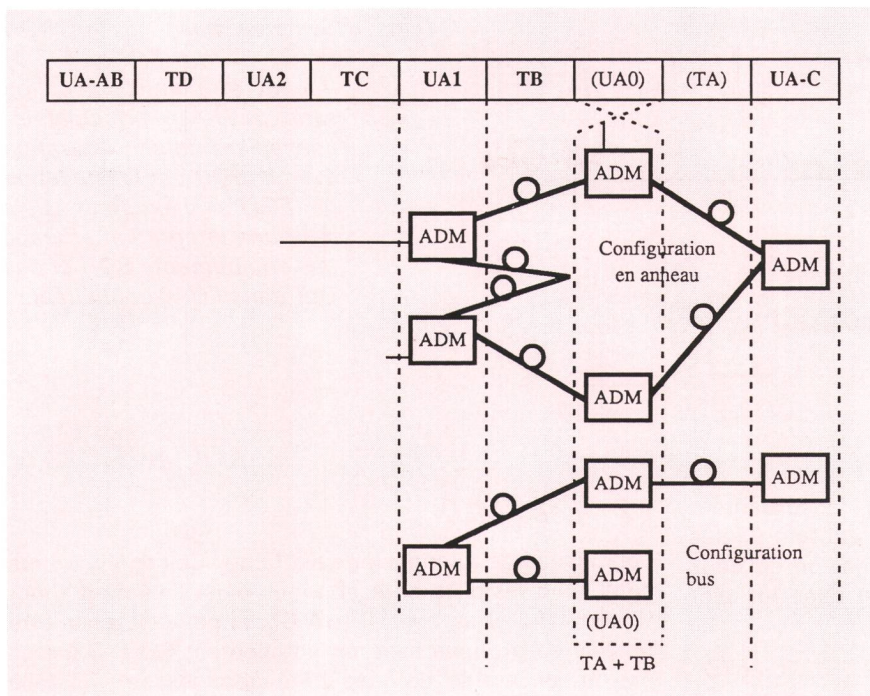 UA-AB TD UA2 TC UA1 TB (UA0) (TA) UA-C
ADM
ADM
Configuration
en anneau
ADM
ADM
ADM
ADM
ADM
Configuration
bus
ADM
ADM
(UA0)
TA + TB